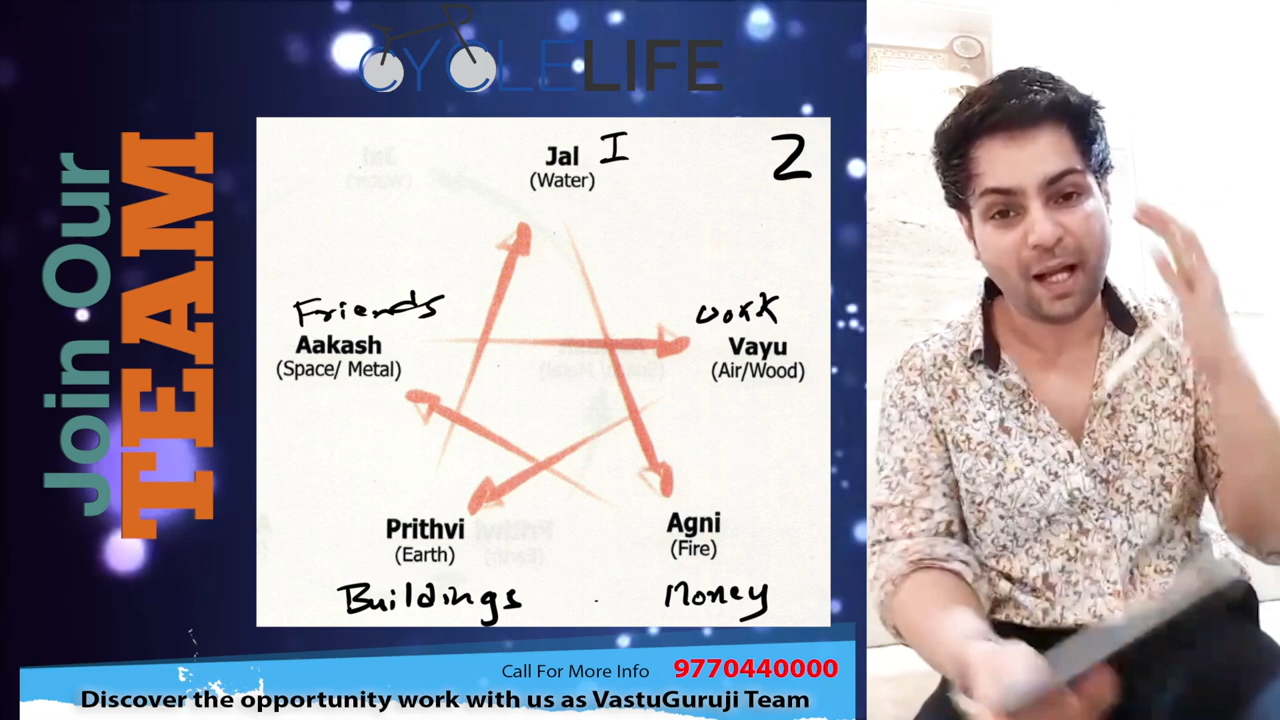 CYCLELIFE
Join Our
TEAM
Jal I
(Water)
2
Friends
Aakash
(Space/ Metal)
work
Vayu
(Air/Wood)
Prithvi
(Earth)
Buildings
Agni
(Fire)
Money
Call For More Info 9770440000
Discover the opportunity work with us as VastuGuruji Team